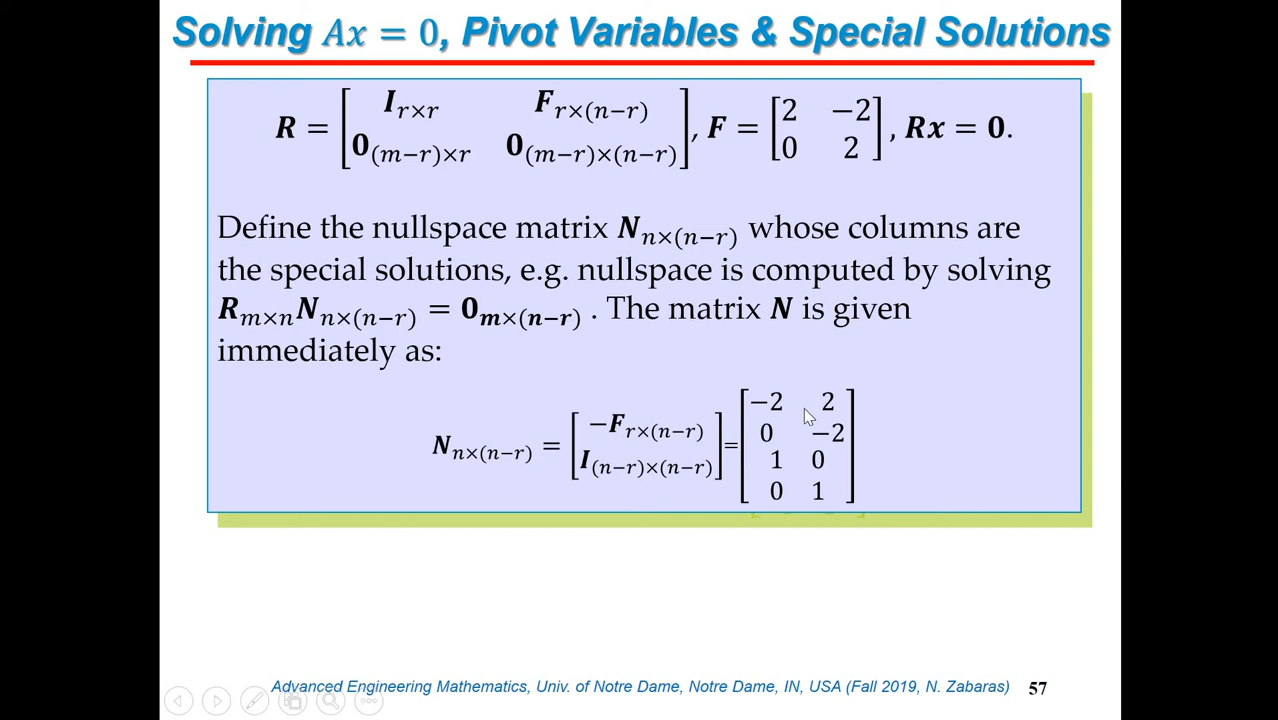 Solving 𝐴𝑥 = 0, Pivot Variables & Special Solutions
R = [I_{r×r} F_{r×(n−r)}; 0_{(m−r)×r} 0_{(m−r)×(n−r)}], F = [2 −2; 0 2], Rx = 0.
Define the nullspace matrix N_{n×(n−r)} whose columns are
the special solutions, e.g. nullspace is computed by solving
R_{m×n}N_{n×(n−r)} = 0_{m×(n−r)} . The matrix N is given
immediately as:
N_{n×(n−r)} = [−F_{r×(n−r)}; I_{(n−r)×(n−r)}] = [−2 2; 0 −2; 1 0; 0 1]
Advanced Engineering Mathematics, Univ. of Notre Dame, Notre Dame, IN, USA (Fall 2019, N. Zabaras) 57